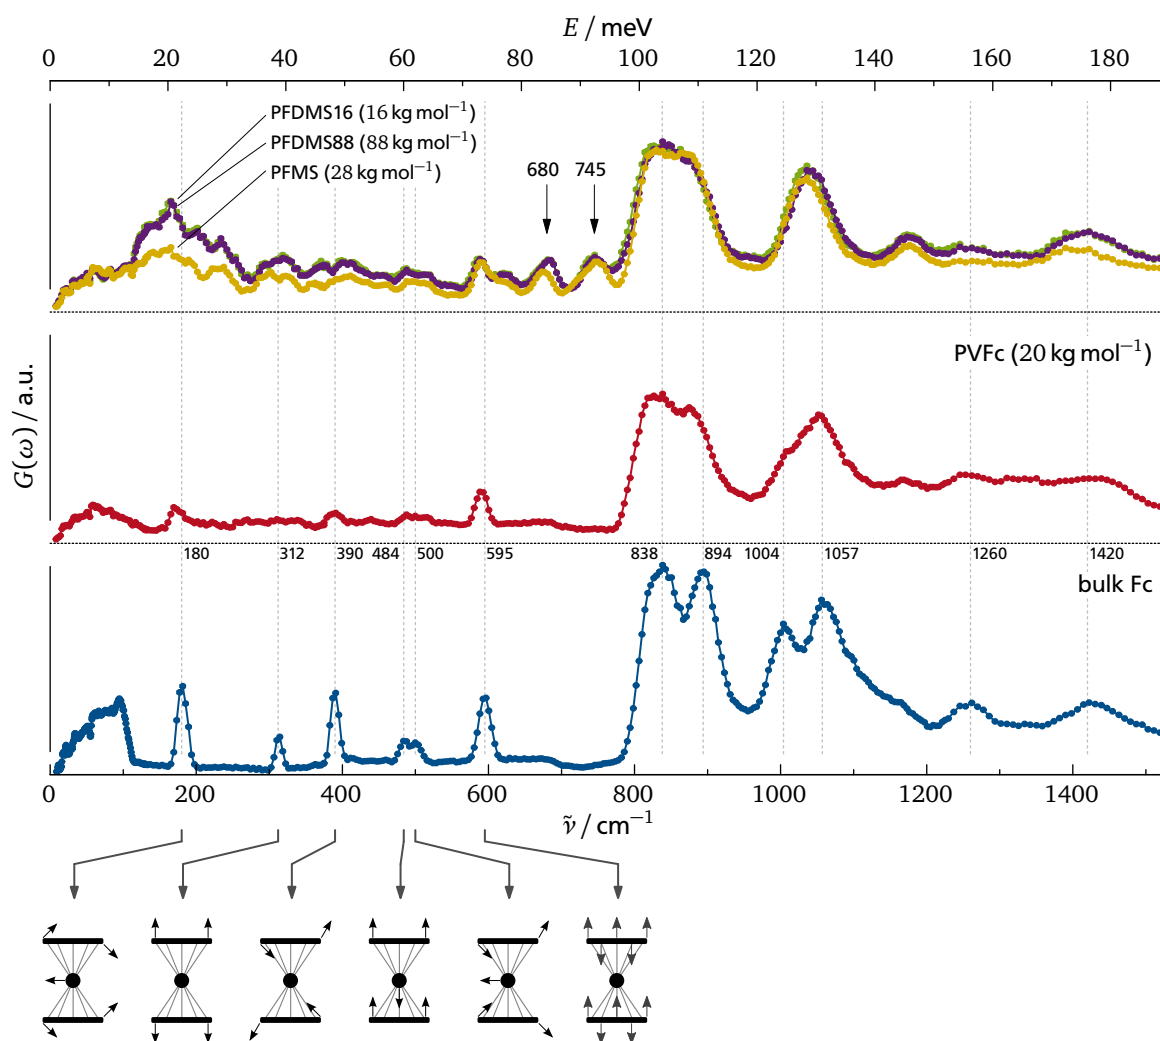 E / meV
0 20 40 60 80 100 120 140 160 180
PFDMS16 (16 kg mol⁻¹)
PFDMS88 (88 kg mol⁻¹)
PFMS (28 kg mol⁻¹)
680 745
G(ω) / a.u.
PVFc (20 kg mol⁻¹)
180 312 390 484 500 595 838 894 1004 1057 1260 1420
bulk Fc
0 200 400 600 800 1000 1200 1400
ṽ / cm⁻¹